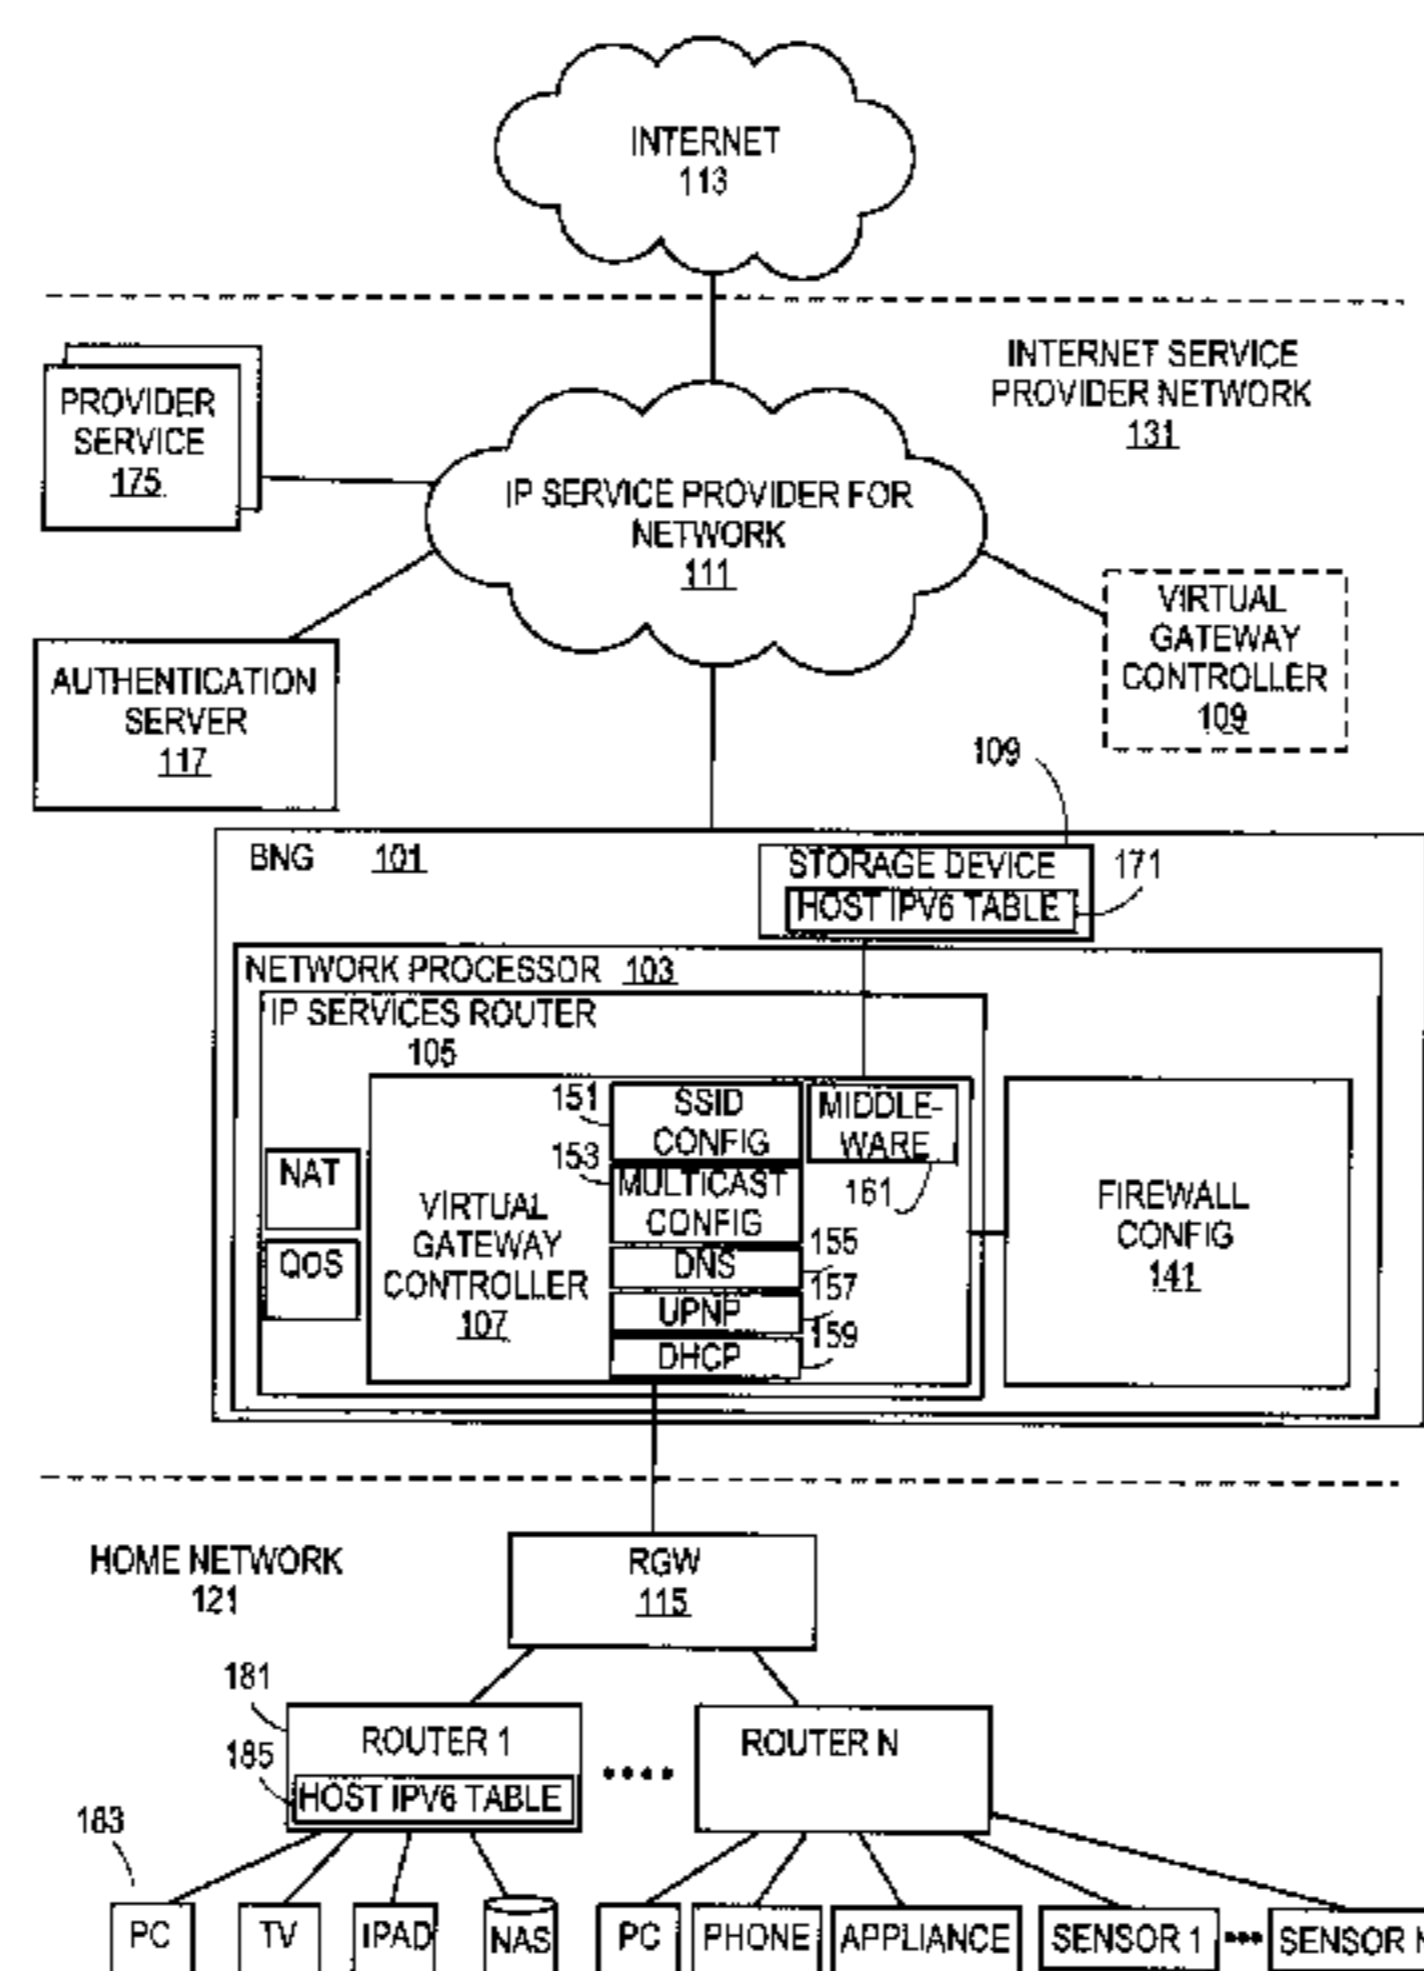 INTERNET
113
INTERNET SERVICE
PROVIDER NETWORK
131
PROVIDER
SERVICE
175
IP SERVICE PROVIDER FOR
NETWORK
111
VIRTUAL
GATEWAY
CONTROLLER
109
AUTHENTICATION
SERVER
117
109
BNG 101
STORAGE DEVICE
171
HOST IPV6 TABLE
NETWORK PROCESSOR 103
IP SERVICES ROUTER
105
151
SSID
CONFIG
MIDDLE-
WARE
153
161
MULTICAST
CONFIG
NAT
QOS
VIRTUAL
GATEWAY
CONTROLLER
107
DNS
155
UPNP
157
DHCP
159
FIREWALL
CONFIG
141
HOME NETWORK
121
RGW
115
181
ROUTER 1
185
HOST IPV6 TABLE
ROUTER N
183
PC
TV
IPAD
NAS
PC
PHONE
APPLIANCE
SENSOR 1
SENSOR N